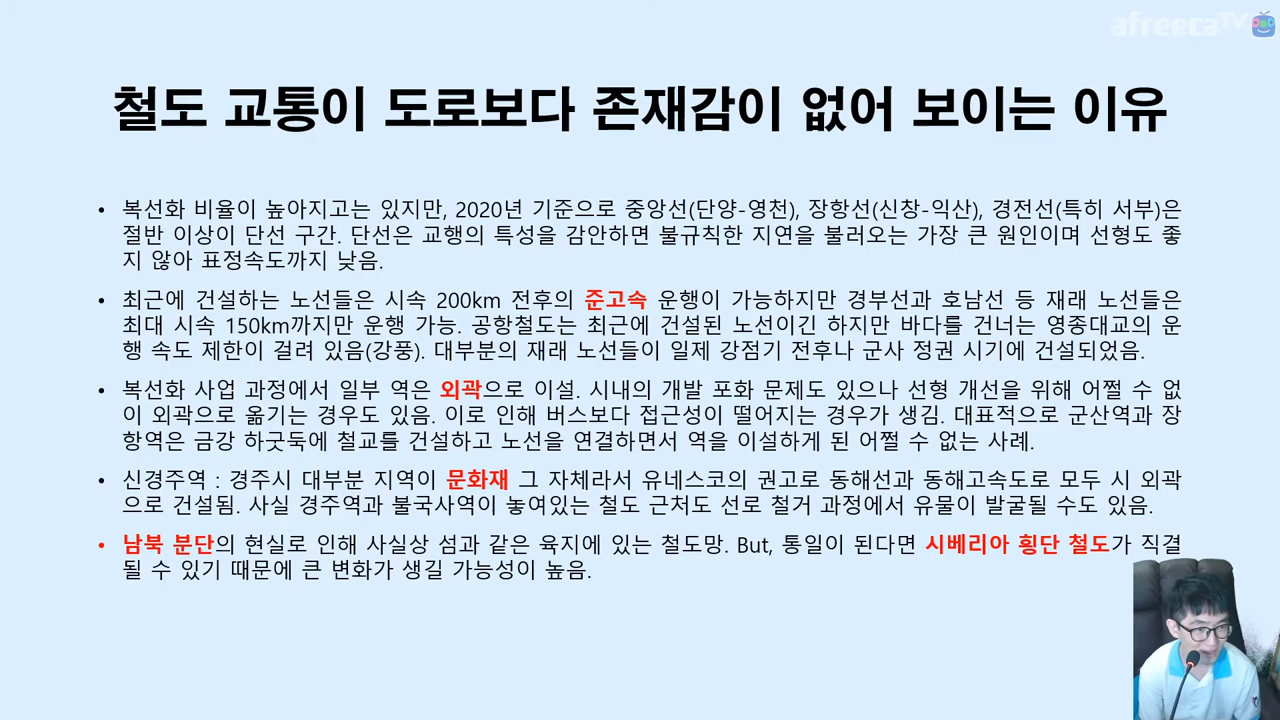 afreecaTV
철도 교통이 도로보다 존재감이 없어 보이는 이유
• 복선화 비율이 높아지고는 있지만, 2020년 기준으로 중앙선(단양-영천), 장항선(신창-익산), 경전선(특히 서부)은
절반 이상이 단선 구간. 단선은 교행의 특성을 감안하면 불규칙한 지연을 불러오는 가장 큰 원인이며 선형도 좋
지 않아 표정속도까지 낮음.
• 최근에 건설하는 노선들은 시속 200km 전후의 준고속 운행이 가능하지만 경부선과 호남선 등 재래 노선들은
최대 시속 150km까지만 운행 가능. 공항철도는 최근에 건설된 노선이긴 하지만 바다를 건너는 영종대교의 운
행 속도 제한이 걸려 있음(강풍). 대부분의 재래 노선들이 일제 강점기 전후나 군사 정권 시기에 건설되었음.
• 복선화 사업 과정에서 일부 역은 외곽으로 이설. 시내의 개발 포화 문제도 있으나 선형 개선을 위해 어쩔 수 없
이 외곽으로 옮기는 경우도 있음. 이로 인해 버스보다 접근성이 떨어지는 경우가 생김. 대표적으로 군산역과 장
항역은 금강 하굿둑에 철교를 건설하고 노선을 연결하면서 역을 이설하게 된 어쩔 수 없는 사례.
• 신경주역 : 경주시 대부분 지역이 문화재 그 자체라서 유네스코의 권고로 동해선과 동해고속도로 모두 시 외곽
으로 건설됨. 사실 경주역과 불국사역이 놓여있는 철도 근처도 선로 철거 과정에서 유물이 발굴될 수도 있음.
• 남북 분단의 현실로 인해 사실상 섬과 같은 육지에 있는 철도망. But, 통일이 된다면 시베리아 횡단 철도가 직결
될 수 있기 때문에 큰 변화가 생길 가능성이 높음.